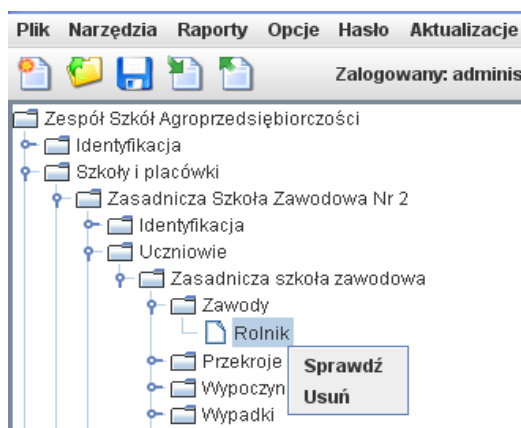 Plik Narzędzia Raporty Opcje Hasło Aktualizacje
Zalogowany: adminis
Zespół Szkół Agroprzedsiębiorczości
Identyfikacja
Szkoły i placówki
Zasadnicza Szkoła Zawodowa Nr 2
Identyfikacja
Uczniowie
Zasadnicza szkoła zawodowa
Zawody
Rolnik
Przekroje
Sprawdź
Wypoczyn
Usuń
Wypadki